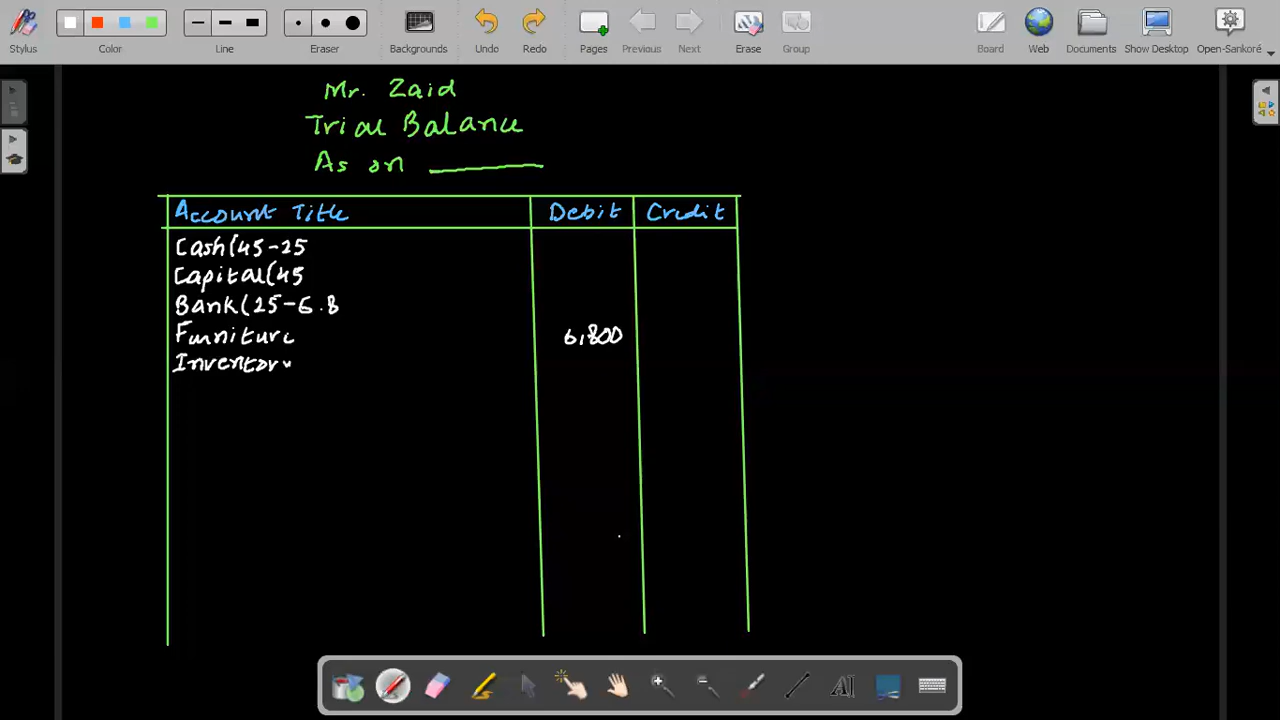 Stylus Color Line Eraser Backgrounds Undo Redo Pages Previous Next Erase Group Board Web Documents Show Desktop Open-Sankoré
Mr. Zaid
Trial Balance
As on
Account Title Debit Credit
Cash(45-25
Capital(45
Bank(25-6.8
Furniture 6,800
Inventory